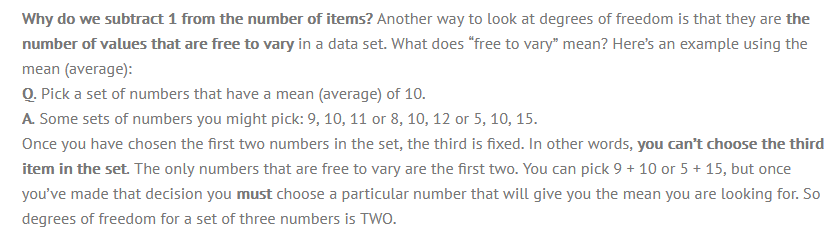 Why do we subtract 1 from the number of items? Another way to look at degrees of freedom is that they are the
number of values that are free to vary in a data set. What does “free to vary” mean? Here’s an example using the
mean (average):
Q. Pick a set of numbers that have a mean (average) of 10.
A. Some sets of numbers you might pick: 9, 10, 11 or 8, 10, 12 or 5, 10, 15.
Once you have chosen the first two numbers in the set, the third is fixed. In other words, you can’t choose the third
item in the set. The only numbers that are free to vary are the first two. You can pick 9 + 10 or 5 + 15, but once
you’ve made that decision you must choose a particular number that will give you the mean you are looking for. So
degrees of freedom for a set of three numbers is TWO.